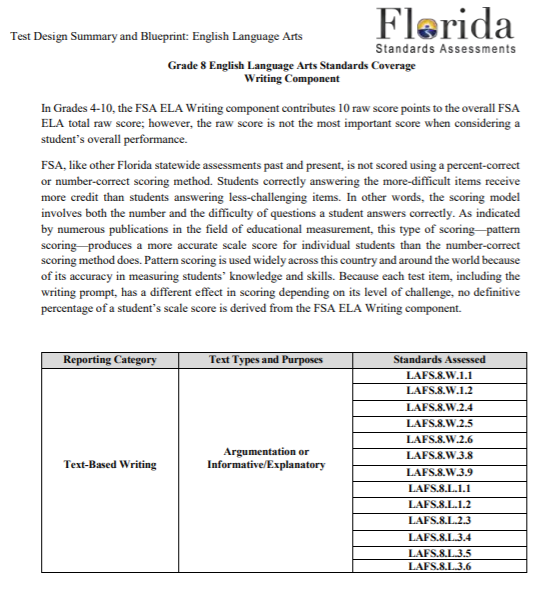 Florida
Test Design Summary and Blueprint: English Language Arts
Standards Assessments
Grade 8 English Language Arts Standards Coverage
Writing Component
In Grades 4-10, the FSA ELA Writing component contributes 10 raw score points to the overall FSA
ELA total raw score; however, the raw score is not the most important score when considering a
student's overall performance.
FSA, like other Florida statewide assessments past and present, is not scored using a percent-correct
or number-correct scoring method. Students correctly answering the more-difficult items receive
more credit than students answering less-challenging items. In other words, the scoring model
involves both the number and the difficulty of questions a student answers correctly. As indicated
by numerous publications in the field of educational measurement, this type of scoring—pattern
scoring—produces a more accurate scale score for individual students than the number-correct
scoring method does. Pattern scoring is used widely across this country and around the world because
of its accuracy in measuring students' knowledge and skills. Because each test item, including the
writing prompt, has a different effect in scoring depending on its level of challenge, no definitive
percentage of a student's scale score is derived from the FSA ELA Writing component.
Reporting Category Text Types and Purposes Standards Assessed
Text-Based Writing
Argumentation or
Informative/Explanatory
LAFS.8.W.1.1
LAFS.8.W.1.2
LAFS.8.W.2.4
LAFS.8.W.2.5
LAFS.8.W.2.6
LAFS.8.W.3.8
LAFS.8.W.3.9
LAFS.8.L.1.1
LAFS.8.L.1.2
LAFS.8.L.2.3
LAFS.8.L.3.4
LAFS.8.L.3.5
LAFS.8.L.3.6